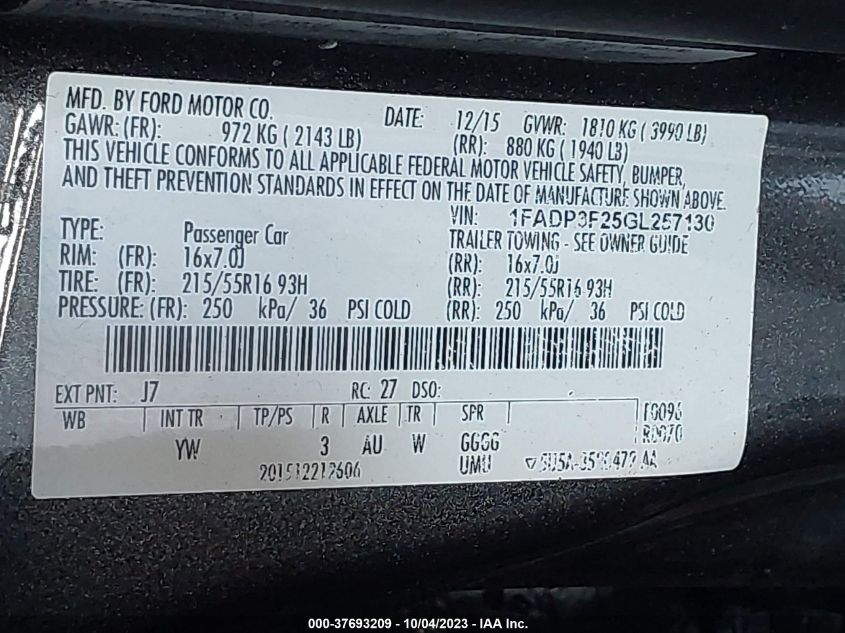 MFD. BY FORD MOTOR CO. DATE: 12/15 GVWR: 1810 KG ( 3990 LB)
GAWR: (FR): 972 KG ( 2143 LB) (RR): 880 KG ( 1940 LB)
THIS VEHICLE CONFORMS TO ALL APPLICABLE FEDERAL MOTOR VEHICLE SAFETY, BUMPER,
AND THEFT PREVENTION STANDARDS IN EFFECT ON THE DATE OF MANUFACTURE SHOWN ABOVE.
VIN: 1FADP3F25GL257130
TYPE: Passenger Car TRAILER TOWING - SEE OWNER GUIDE
RIM: (FR): 16x7.0J (RR): 16x7.0J
TIRE: (FR): 215/55R16 93H (RR): 215/55R16 93H
PRESSURE: (FR): 250 kPa/ 36 PSI COLD (RR): 250 kPa/ 36 PSI COLD
EXT PNT: J7 RC: 27 DSO:
WB INT TR TP/PS R AXLE TR SPR F0096
R0070
YW 3 AU W GGGG
201512212606 UMU
000-37693209 - 10/04/2023 - IAA Inc.